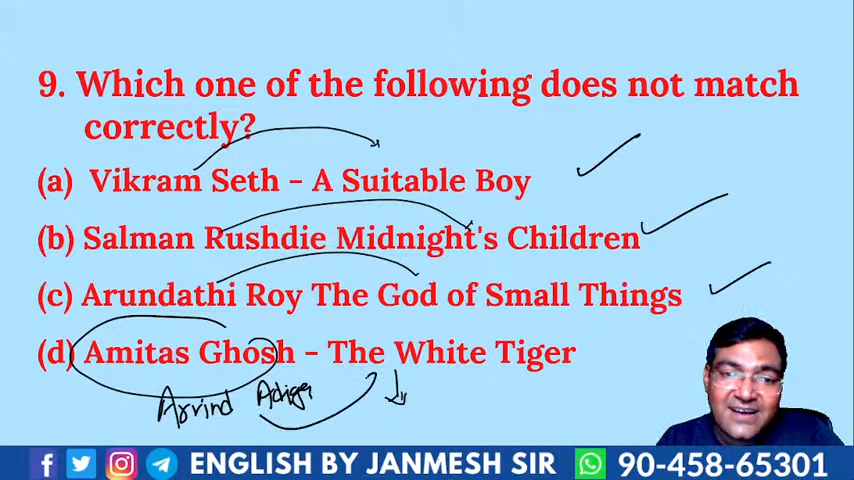 9. Which one of the following does not match
correctly?
(a) Vikram Seth - A Suitable Boy
(b) Salman Rushdie Midnight's Children
(c) Arundathi Roy The God of Small Things
(d) Amitas Ghosh - The White Tiger
Arvind Adiga
ENGLISH BY JANMESH SIR 90-458-65301